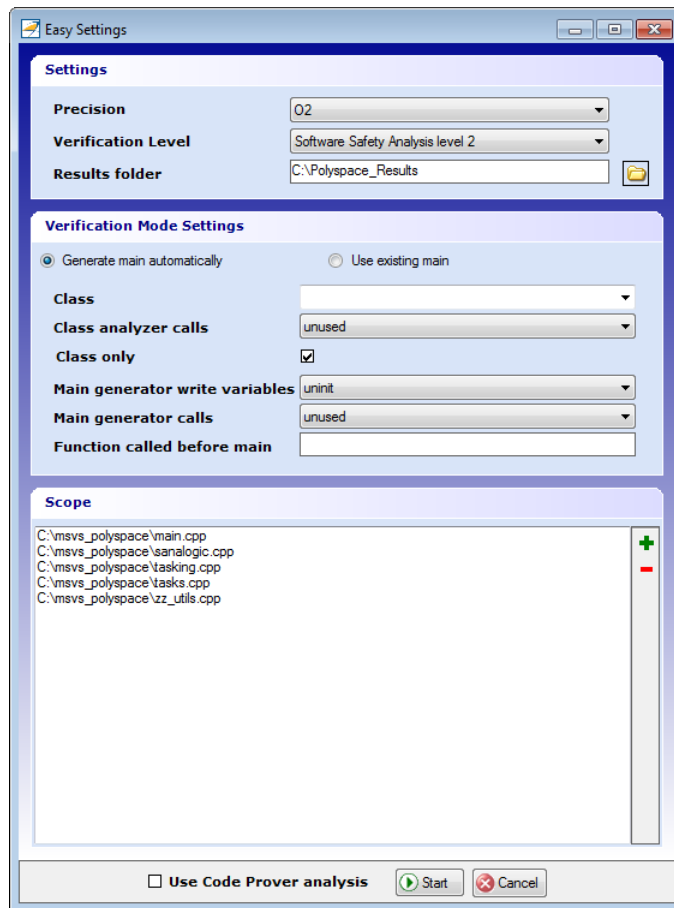 Easy Settings
Settings
Precision O2
Verification Level Software Safety Analysis level 2
Results folder C:\Polyspace_Results
Verification Mode Settings
Generate main automatically Use existing main
Class
Class analyzer calls unused
Class only
Main generator write variables uninit
Main generator calls unused
Function called before main
Scope
C:\msvs_polyspace\main.cpp
C:\msvs_polyspace\sanalogic.cpp
C:\msvs_polyspace\tasking.cpp
C:\msvs_polyspace\tasks.cpp
C:\msvs_polyspace\zz_utils.cpp
Use Code Prover analysis Start Cancel